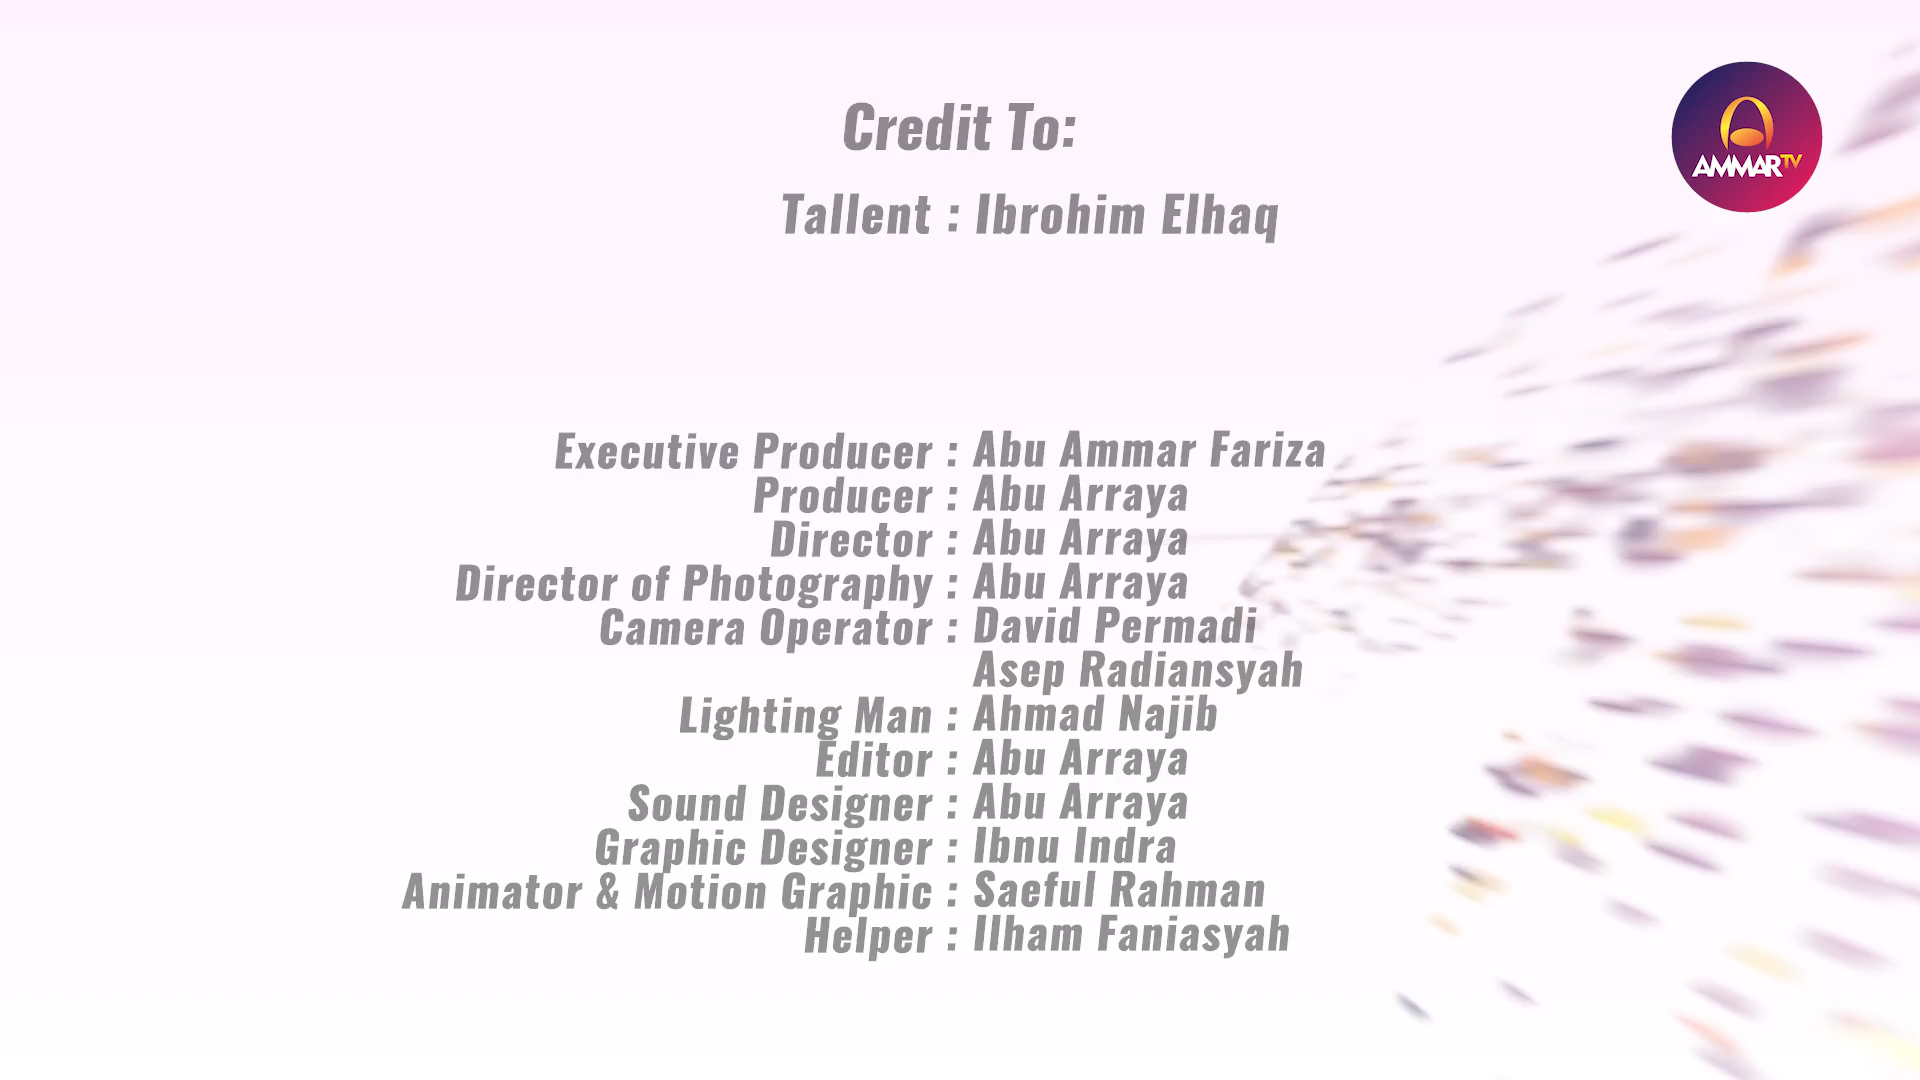 Credit To:
AMMARTV
Tallent : Ibrohim Elhaq
Executive Producer : Abu Ammar Fariza
Producer : Abu Arraya
Director : Abu Arraya
Director of Photography : Abu Arraya
Camera Operator : David Permadi
Asep Radiansyah
Lighting Man : Ahmad Najib
Editor : Abu Arraya
Sound Designer : Abu Arraya
Graphic Designer : Ibnu Indra
Animator & Motion Graphic : Saeful Rahman
Helper : Ilham Faniasyah